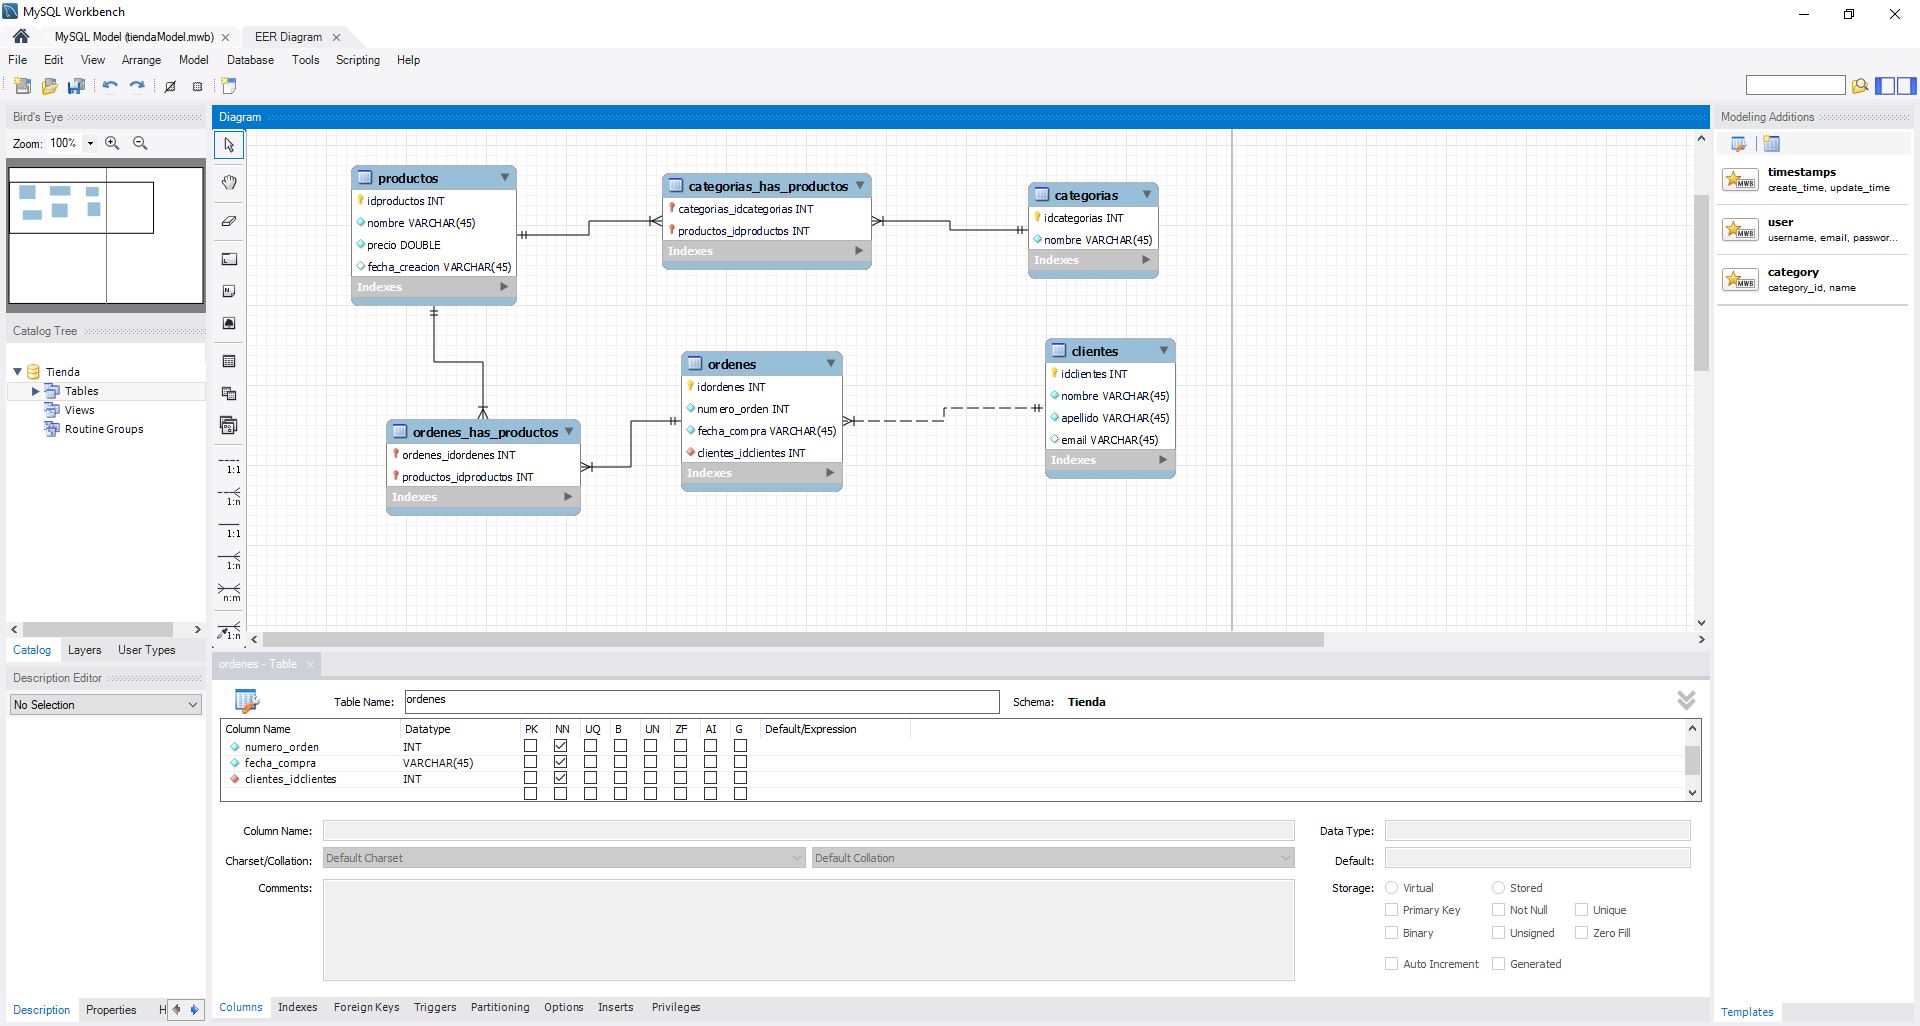 MySQL Workbench
MySQL Model (tiendaModel.mwb)
EER Diagram
File Edit View Arrange Model Database Tools Scripting Help
Bird's Eye
Zoom: 100%
Catalog Tree
Tienda
Tables
Views
Routine Groups
Catalog Layers User Types
Description Editor
No Selection
Description Properties H
Diagram
1:1
1:n
1:1
1:n
n:m
1:n
productos
idproductos INT
nombre VARCHAR(45)
precio DOUBLE
fecha_creacion VARCHAR(45)
Indexes
categorias_has_productos
categorias_idcategorias INT
productos_idproductos INT
Indexes
categorias
idcategorias INT
nombre VARCHAR(45)
Indexes
ordenes_has_productos
ordenes_idordenes INT
productos_idproductos INT
Indexes
ordenes
idordenes INT
numero_orden INT
fecha_compra VARCHAR(45)
clientes_idclientes INT
Indexes
clientes
idclientes INT
nombre VARCHAR(45)
apellido VARCHAR(45)
email VARCHAR(45)
Indexes
ordenes - Table
Table Name: ordenes Schema: Tienda
Column Name Datatype PK NN UQ B UN ZF AI G Default/Expression
numero_orden INT
fecha_compra VARCHAR(45)
clientes_idclientes INT
Column Name: Data Type:
Charset/Collation: Default Charset Default Collation Default:
Comments: Storage: Virtual Stored
Primary Key Not Null Unique
Binary Unsigned Zero Fill
Auto Increment Generated
Columns Indexes Foreign Keys Triggers Partitioning Options Inserts Privileges
Modeling Additions
MWB
timestamps
create_time, update_time
MWB
user
username, email, passwor...
MWB
category
category_id, name
Templates